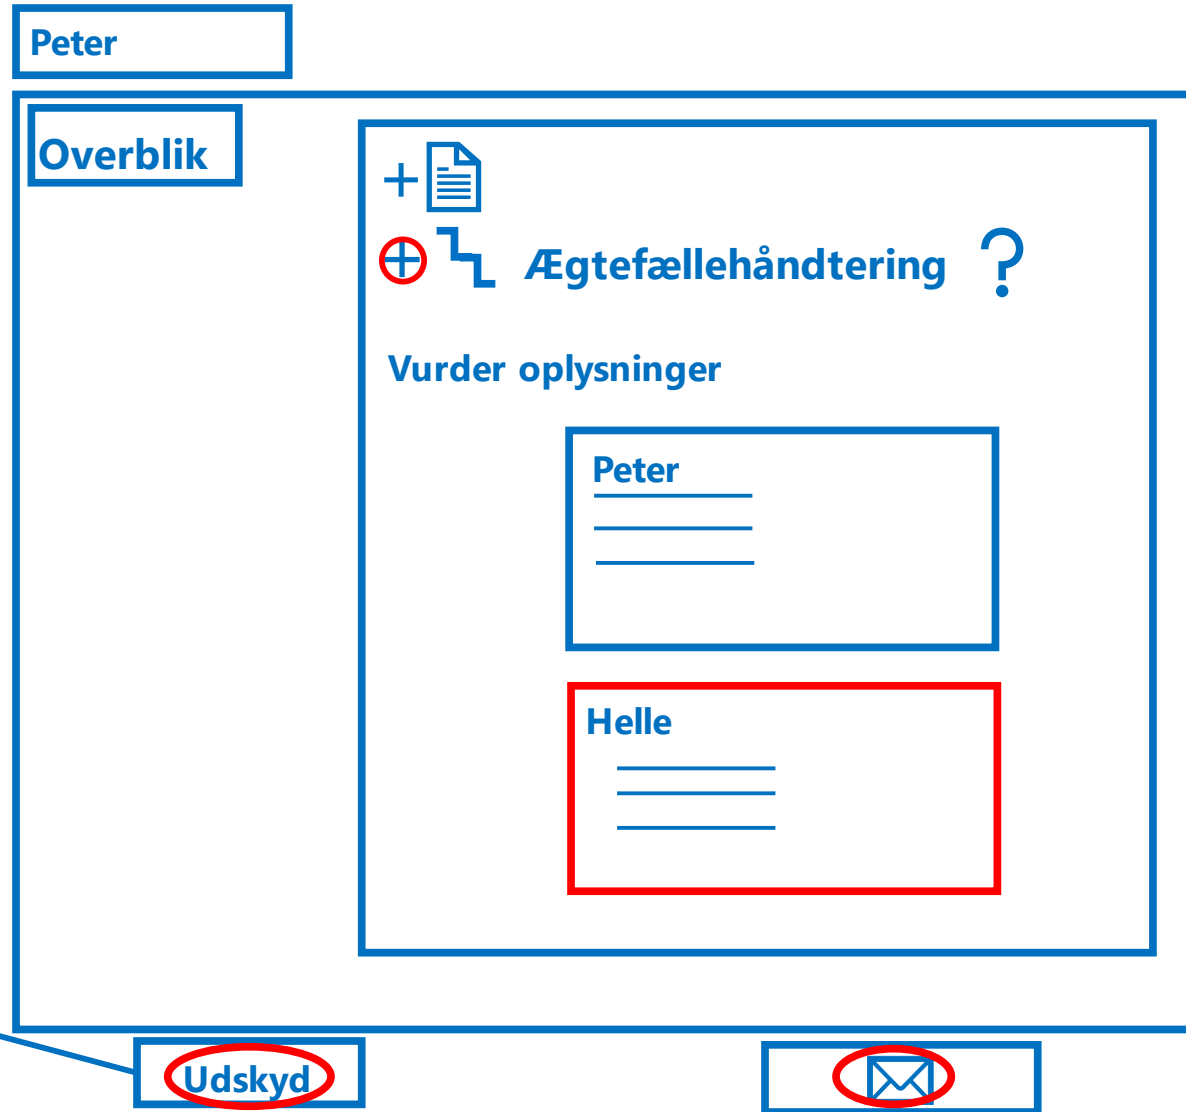 Peter
Overblik
+
+ Ægtefællehåndtering ?
Vurder oplysninger
Peter
Helle
Udskyd